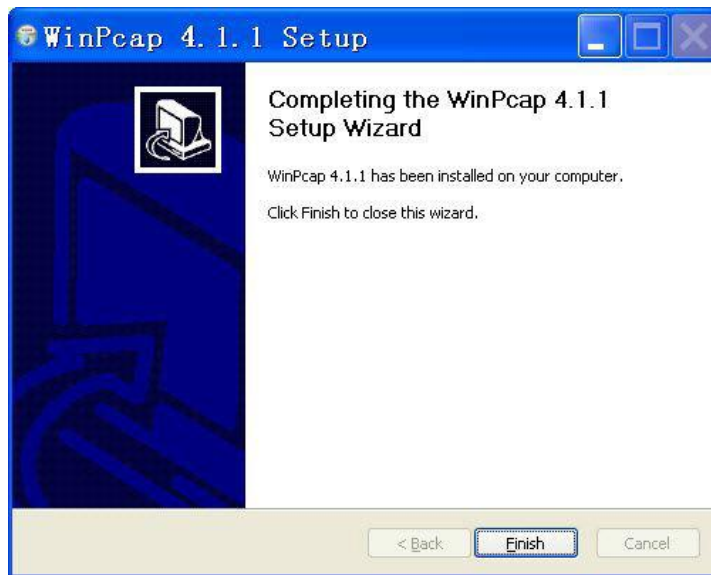 WinPcap 4.1.1 Setup
Completing the WinPcap 4.1.1
Setup Wizard
WinPcap 4.1.1 has been installed on your computer.
Click Finish to close this wizard.
< Back
Finish
Cancel